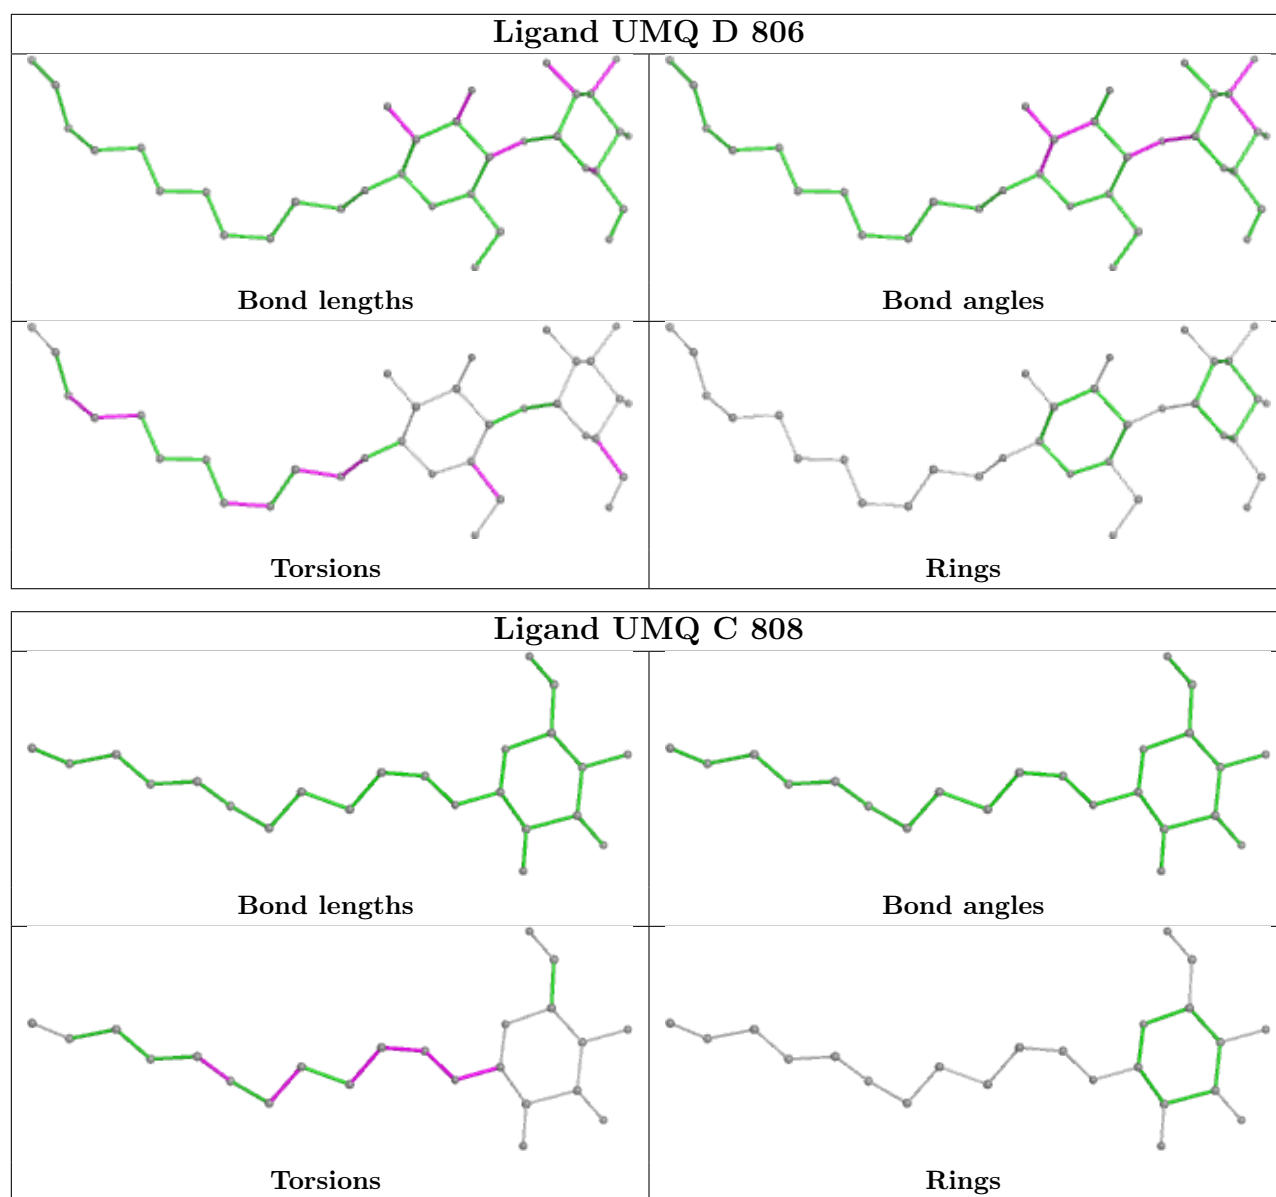 Ligand UMQ D 806
Bond lengths
Bond angles
Torsions
Rings
Ligand UMQ C 808
Bond lengths
Bond angles
Torsions
Rings